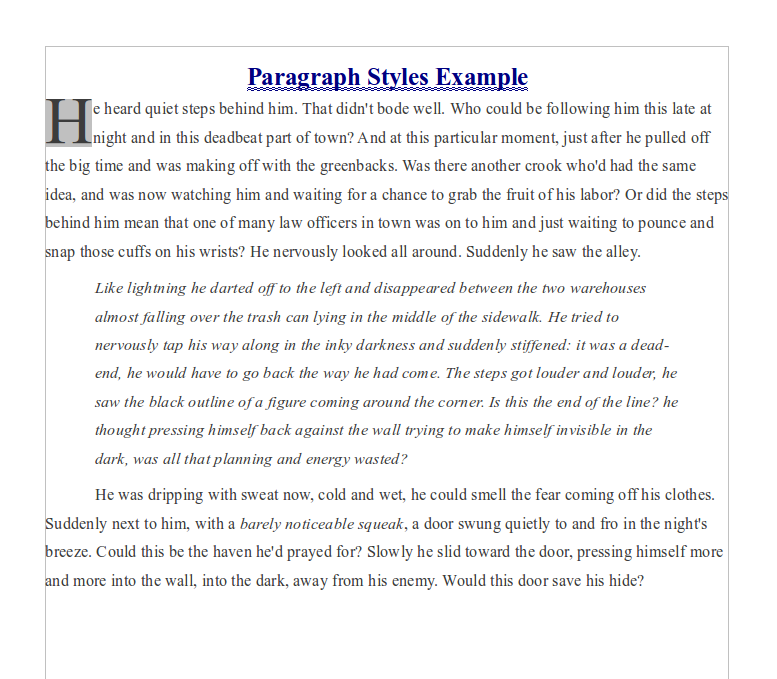 Paragraph Styles Example
He heard quiet steps behind him. That didn't bode well. Who could be following him this late at
night and in this deadbeat part of town? And at this particular moment, just after he pulled off
the big time and was making off with the greenbacks. Was there another crook who'd had the same
idea, and was now watching him and waiting for a chance to grab the fruit of his labor? Or did the steps
behind him mean that one of many law officers in town was on to him and just waiting to pounce and
snap those cuffs on his wrists? He nervously looked all around. Suddenly he saw the alley.
Like lightning he darted off to the left and disappeared between the two warehouses
almost falling over the trash can lying in the middle of the sidewalk. He tried to
nervously tap his way along in the inky darkness and suddenly stiffened: it was a dead-
end, he would have to go back the way he had come. The steps got louder and louder, he
saw the black outline of a figure coming around the corner. Is this the end of the line? he
thought pressing himself back against the wall trying to make himself invisible in the
dark, was all that planning and energy wasted?
He was dripping with sweat now, cold and wet, he could smell the fear coming off his clothes.
Suddenly next to him, with a barely noticeable squeak, a door swung quietly to and fro in the night's
breeze. Could this be the haven he'd prayed for? Slowly he slid toward the door, pressing himself more
and more into the wall, into the dark, away from his enemy. Would this door save his hide?